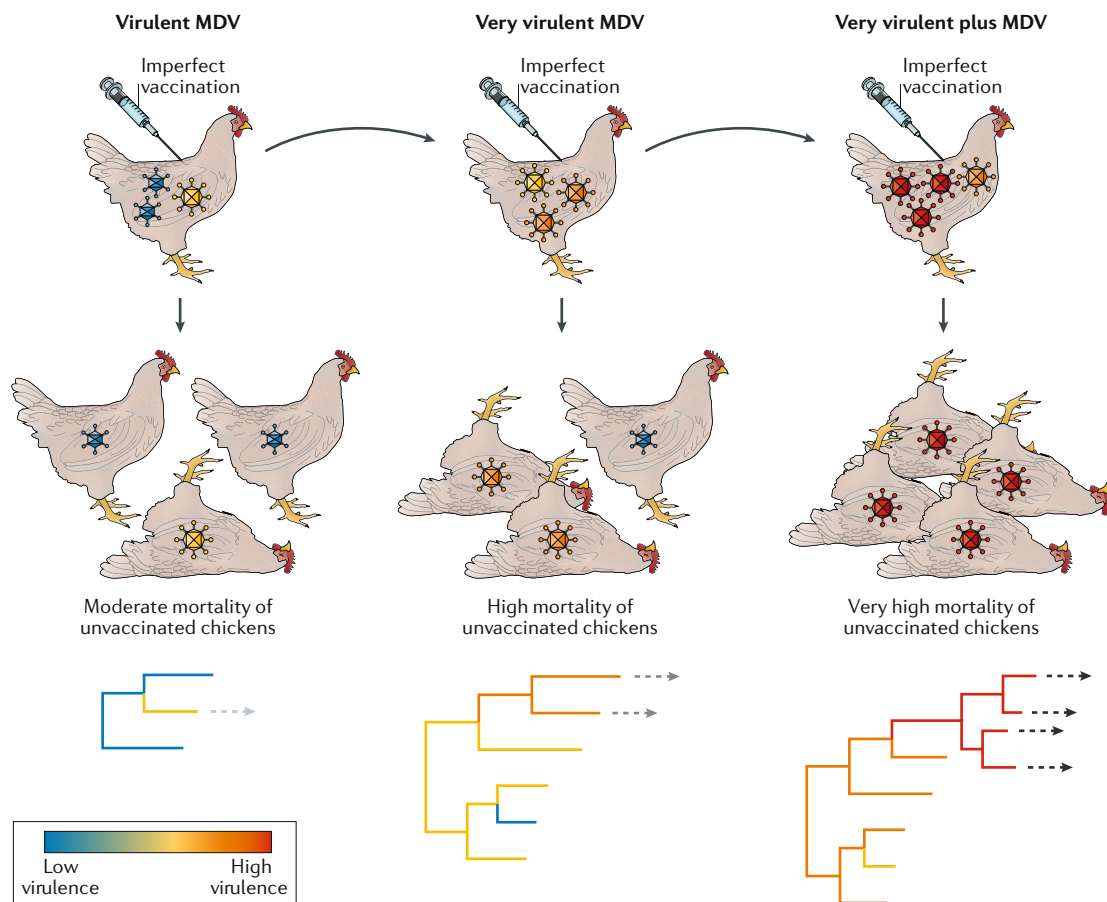 Virulent MDV
Very virulent MDV
Very virulent plus MDV
Imperfect
vaccination
Imperfect
vaccination
Imperfect
vaccination
Moderate mortality of
unvaccinated chickens
High mortality of
unvaccinated chickens
Very high mortality of
unvaccinated chickens
Low
virulence
High
virulence